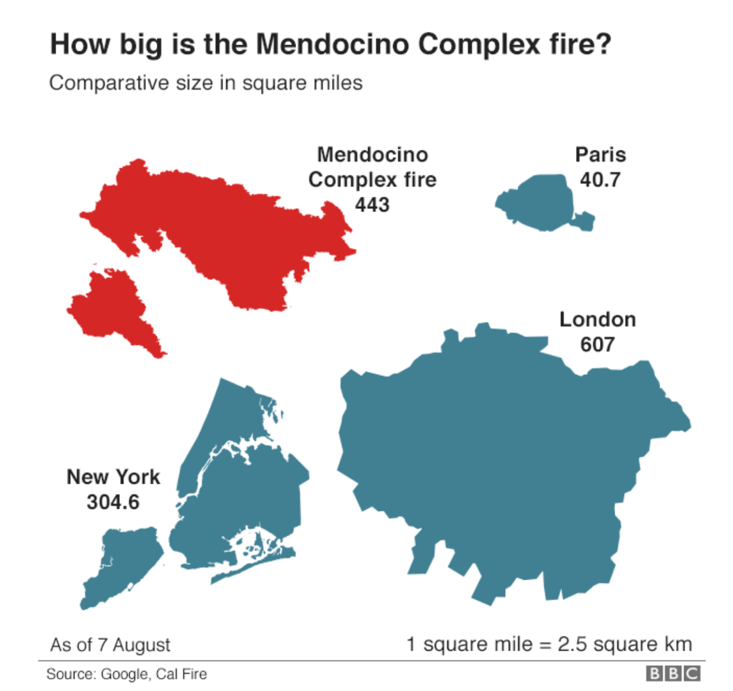 How big is the Mendocino Complex fire?
Comparative size in square miles
Mendocino
Complex fire
443
Paris
40.7
London
607
New York
304.6
As of 7 August
1 square mile = 2.5 square km
Source: Google, Cal Fire
BBC